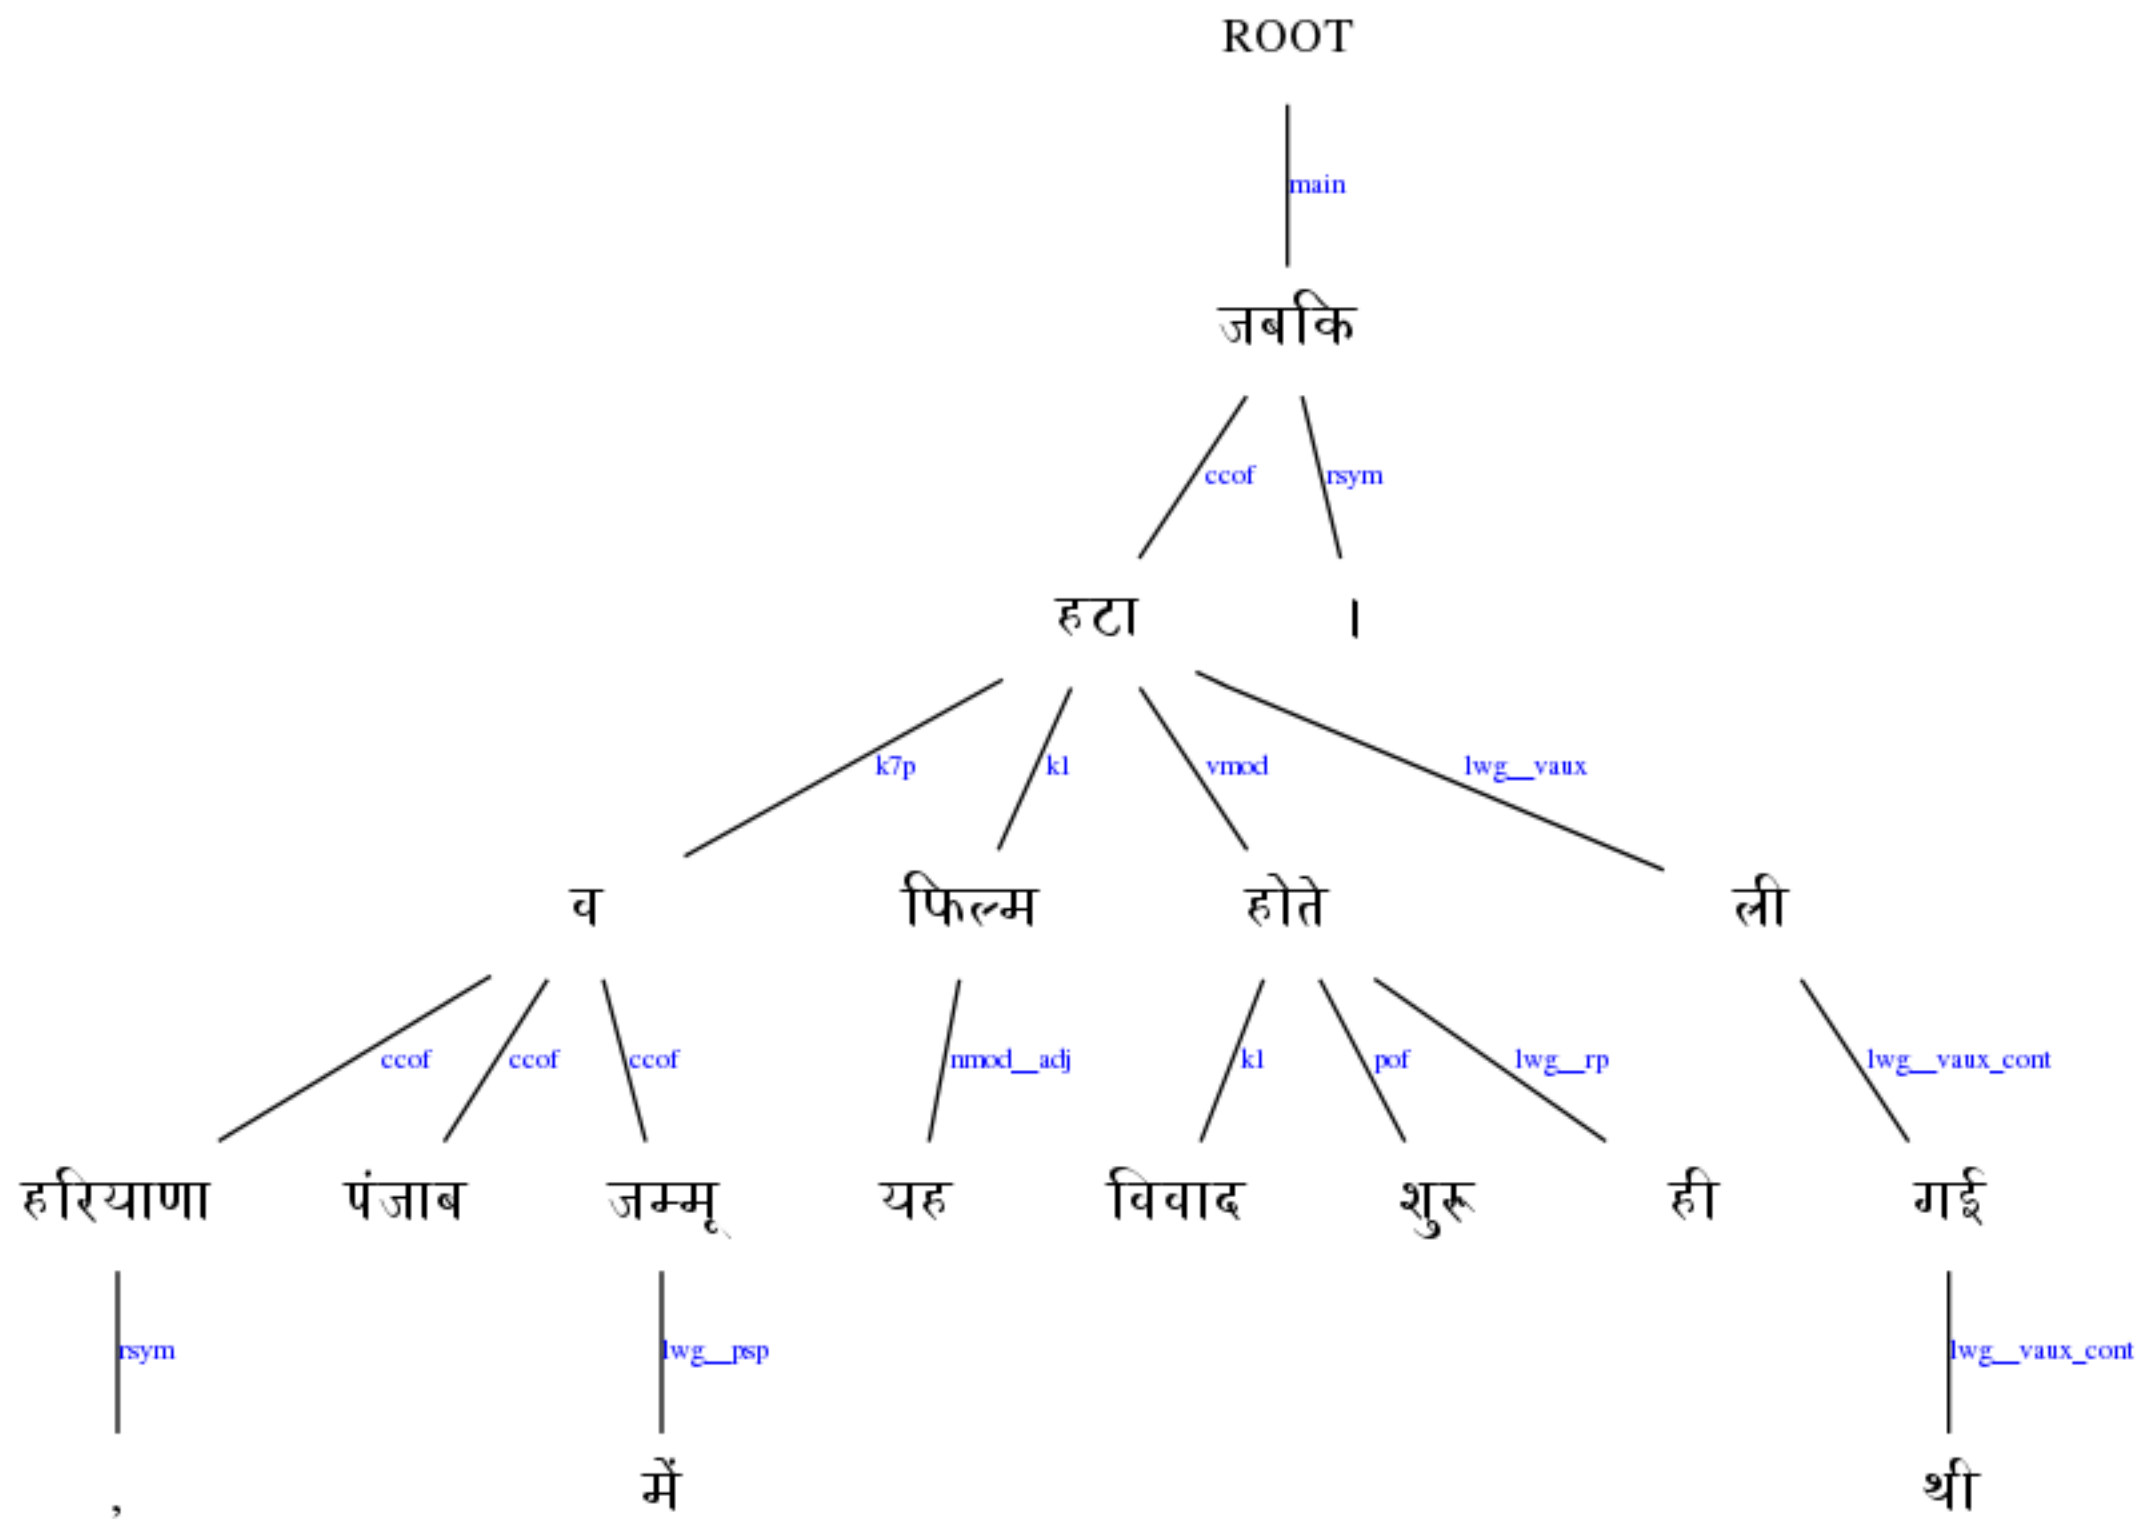 ROOT
main
जबकि
ccof rsym
हटा ।
k7p k1 vmod lwg__vaux
व फिल्म होते ली
ccof ccof ccof nmod__adj k1 pof lwg__rp lwg__vaux_cont
हरियाणा पंजाब जम्मू यह विवाद शुरू ही गई
rsym lwg__psp lwg__vaux_cont
, में थी